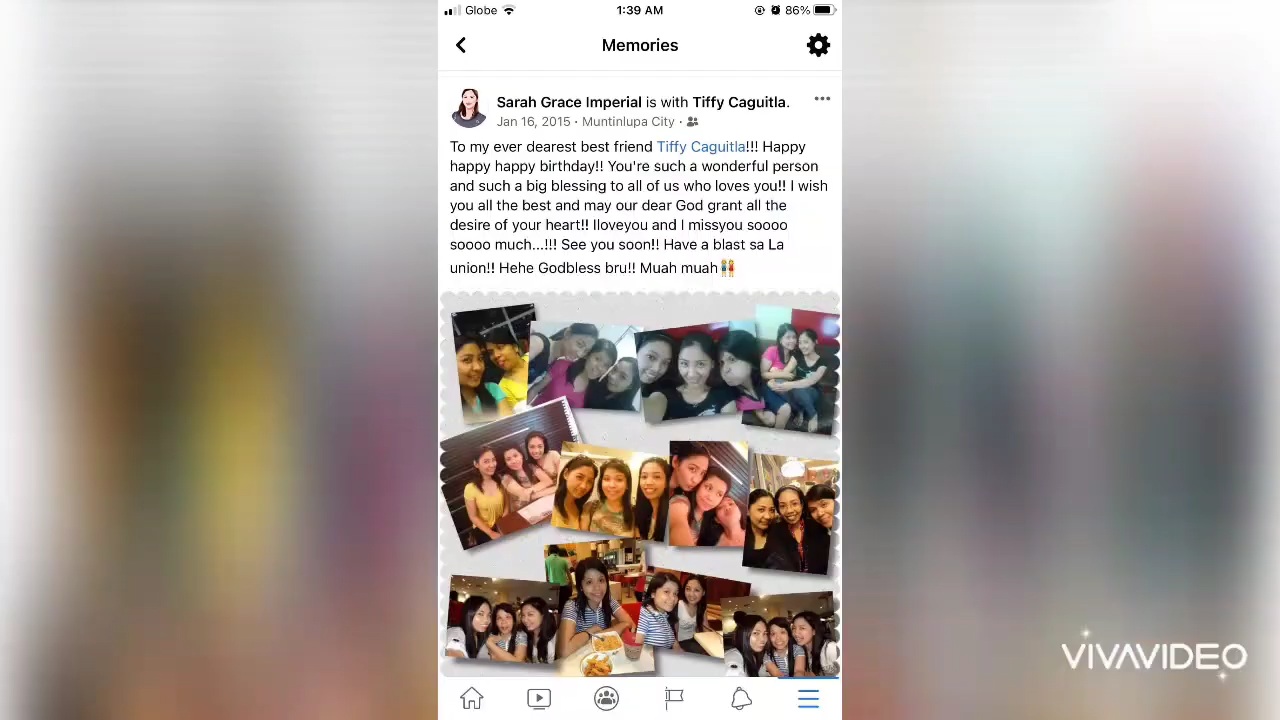 Globe 1:39 AM 86%
Memories
Sarah Grace Imperial is with Tiffy Caguitla.
Jan 16, 2015 · Muntinlupa City ·
To my ever dearest best friend Tiffy Caguitla!!! Happy
happy happy birthday!! You're such a wonderful person
and such a big blessing to all of us who loves you!! I wish
you all the best and may our dear God grant all the
desire of your heart!! Iloveyou and I missyou soooo
soooo much...!!! See you soon!! Have a blast sa La
union!! Hehe Godbless bru!! Muah muah
VIVAVIDEO